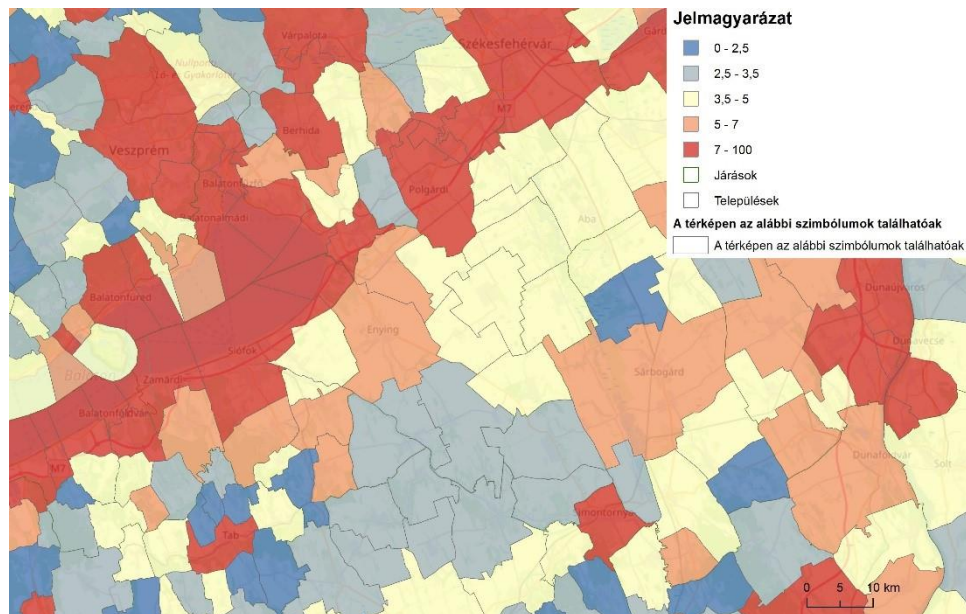 Jelmagyarázat
0 - 2,5
2,5 - 3,5
3,5 - 5
5 - 7
7 - 100
Járások
Települések
A térképen az alábbi szimbólumok találhatóak
A térképen az alábbi szimbólumok találhatóak
Várpalota
Székesfehérvár
Nullpont
M7
Berhida
Veszprém
Polgárdi
Balatonalmádi
Aba
Balatonfüred
Dunaújváros
Enying
Siófok
Dunavecse
Zamárdi
Sárbogárd
Balatonföldvár
M7
Dunaföldvár
Solt
Tab
0 5 10 km